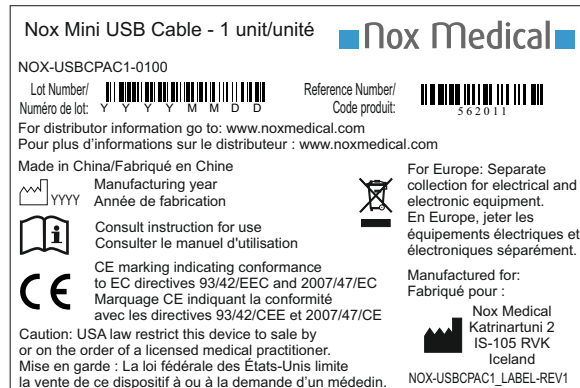 Nox Mini USB Cable - 1 unit/unité
Nox Medical
NOX-USBCPAC1-0100
Lot Number/
Numéro de lot:
Y Y Y Y M M D D
Reference Number/
Code produit:
562011
For distributor information go to: www.noxmedical.com
Pour plus d'informations sur le distributeur : www.noxmedical.com
Made in China/Fabriqué en Chine
YYYY
Manufacturing year
Année de fabrication
Consult instruction for use
Consulter le manuel d'utilisation
CE
CE marking indicating conformance
to EC directives 93/42/EEC and 2007/47/EC
Marquage CE indiquant la conformité
avec les directives 93/42/CEE et 2007/47/CE
Caution: USA law restrict this device to sale by
or on the order of a licensed medical practitioner.
Mise en garde : La loi fédérale des États-Unis limite
la vente de ce dispositif à ou à la demande d'un médedin.
For Europe: Separate
collection for electrical and
electronic equipment.
En Europe, jeter les
équipements électriques et
électroniques séparément.
Manufactured for:
Fabriqué pour :
Nox Medical
Katrinartuni 2
IS-105 RVK
Iceland
NOX-USBCPAC1_LABEL-REV1